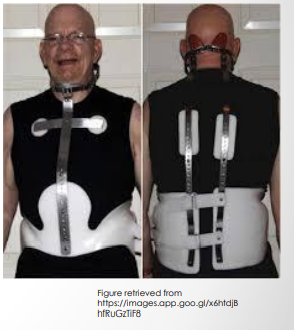 Figure retrieved from
https://images.app.goo.gl/x6htdjB
hfRuGzTiF8